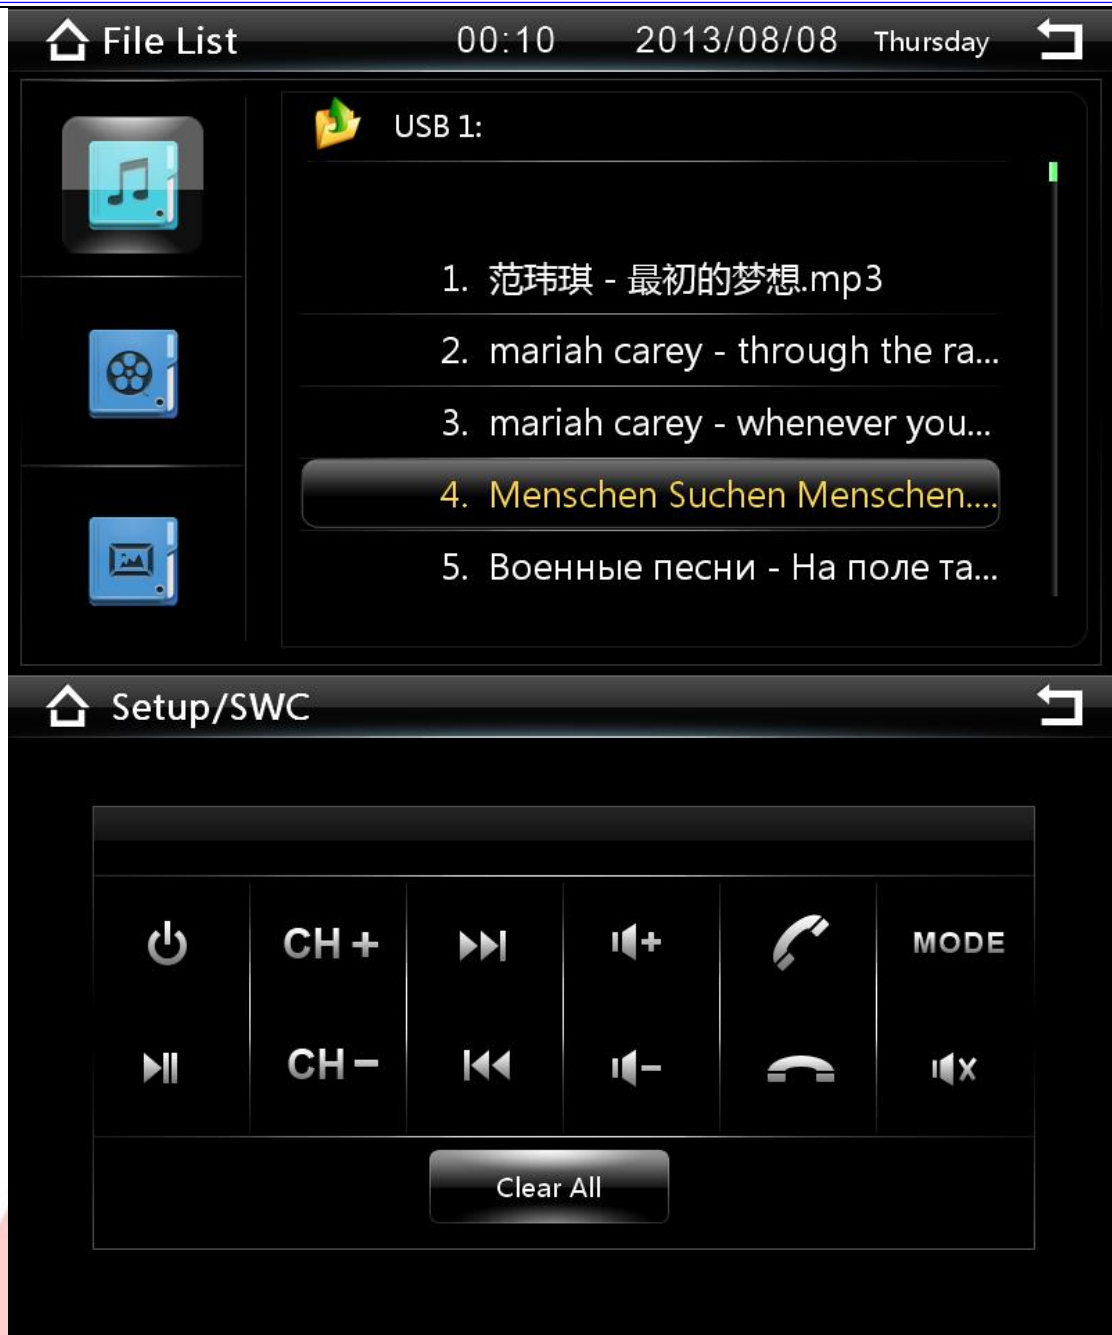 File List 00:10 2013/08/08 Thursday
USB 1:
1. 范玮琪 - 最初的梦想.mp3
2. mariah carey - through the ra...
3. mariah carey - whenever you...
4. Menschen Suchen Menschen....
5. Военные песни - На поле та...
Setup/SWC
CH + MODE
CH -
Clear All